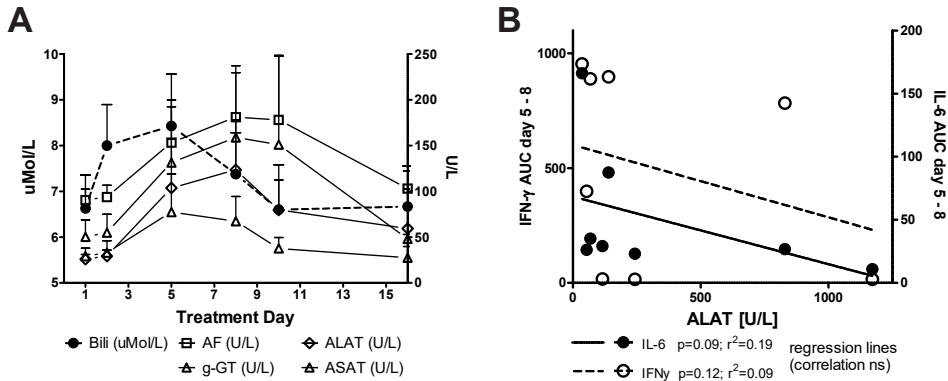 A
uMol/L
10
9
8
7
6
5
250
200
150
100
50
0
U/L
1 3 5 7 9 11 13 15
Treatment Day
Bili (uMol/L) AF (U/L) ALAT (U/L)
g-GT (U/L) ASAT (U/L)
B
IFN-γ AUC day 5 - 8
1000
500
0
200
150
100
50
0
IL-6 AUC day 5 - 8
0 500 1000
ALAT [U/L]
IL-6 p=0.09; r²=0.19
IFNy p=0.12; r²=0.09
regression lines
(correlation ns)